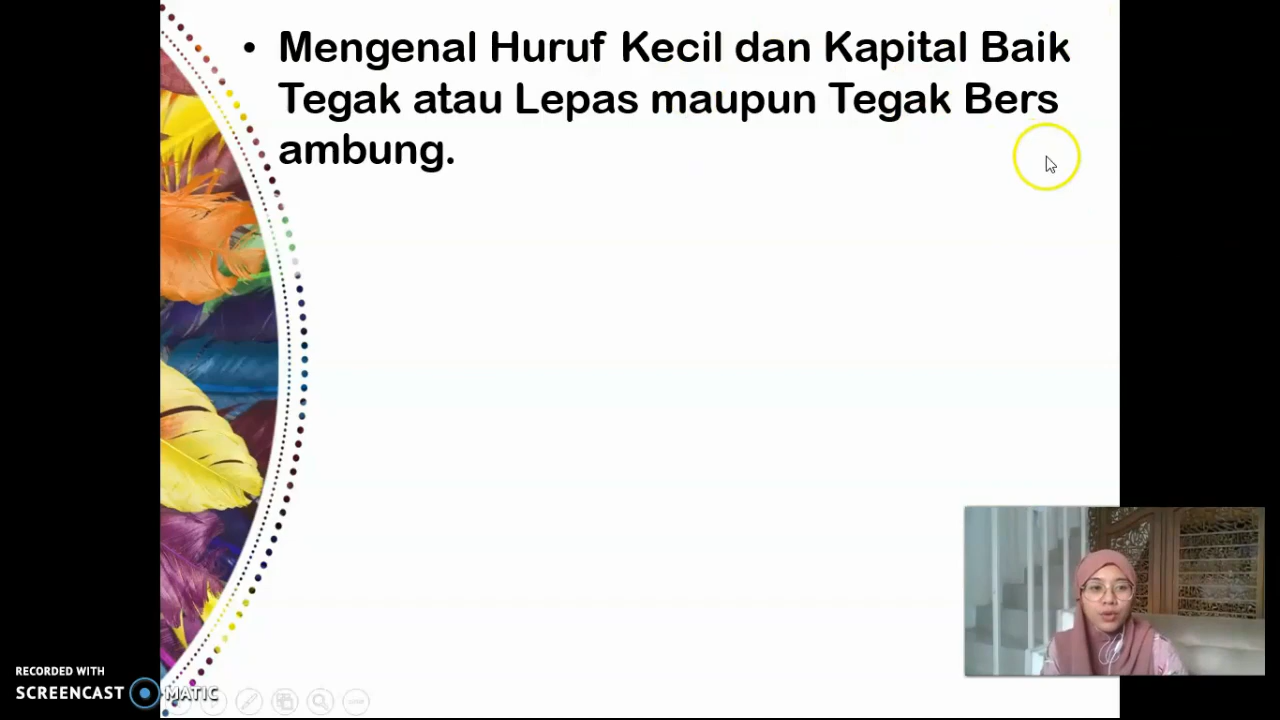 • Mengenal Huruf Kecil dan Kapital Baik
Tegak atau Lepas maupun Tegak Bers
ambung.
RECORDED WITH
SCREENCAST MATIC